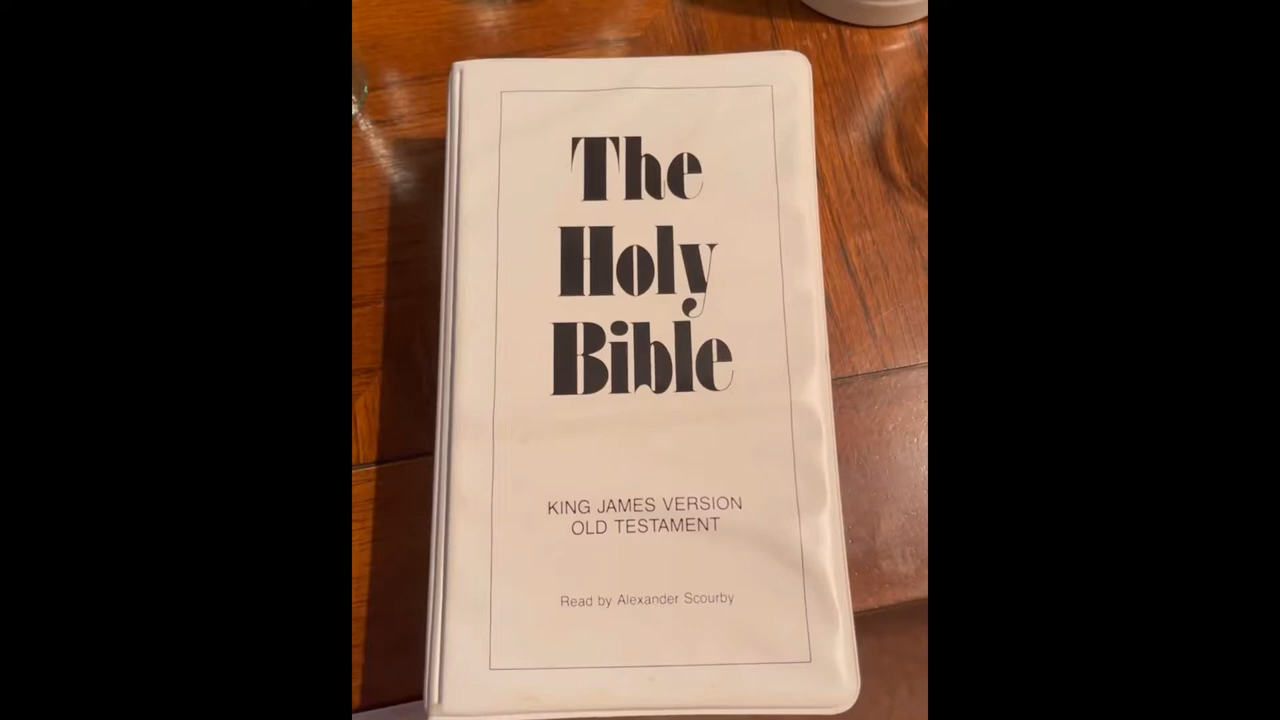 The
Holy
Bible
KING JAMES VERSION
OLD TESTAMENT
Read by Alexander Scourby